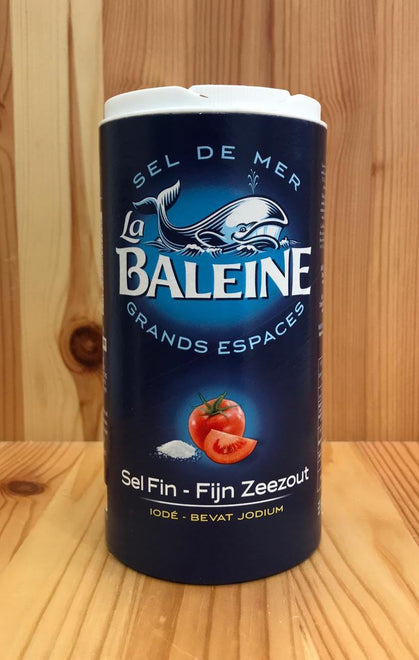 SEL DE MER
La
BALEINE
GRANDS ESPACES
Sel Fin - Fijn Zeezout
IODÉ - BEVAT JODIUM